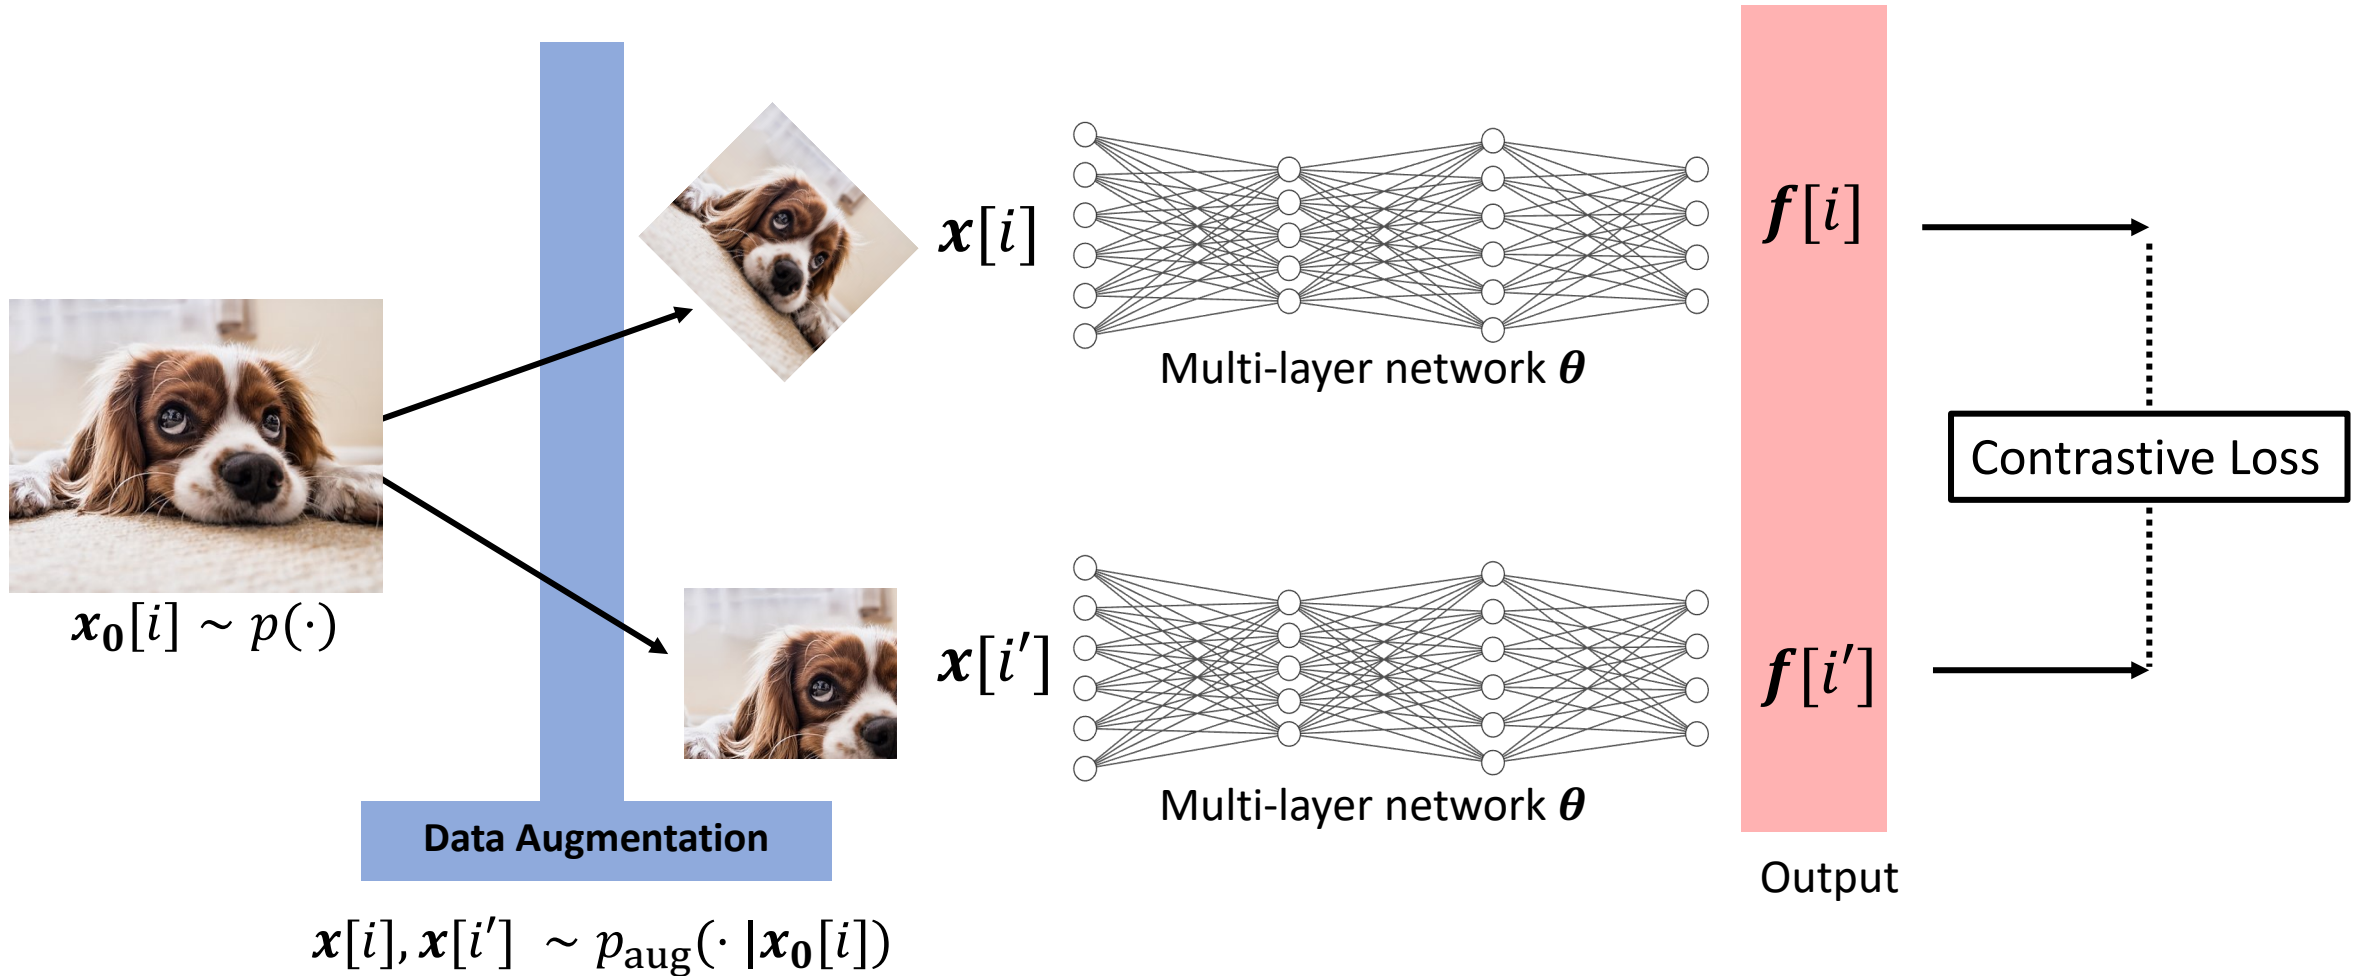 x[i]
f[i]
Multi-layer network θ
Contrastive Loss
x₀[i] ~ p(·)
x[i′]
f[i′]
Multi-layer network θ
Data Augmentation
Output
x[i], x[i′] ~ p_aug(· |x₀[i])